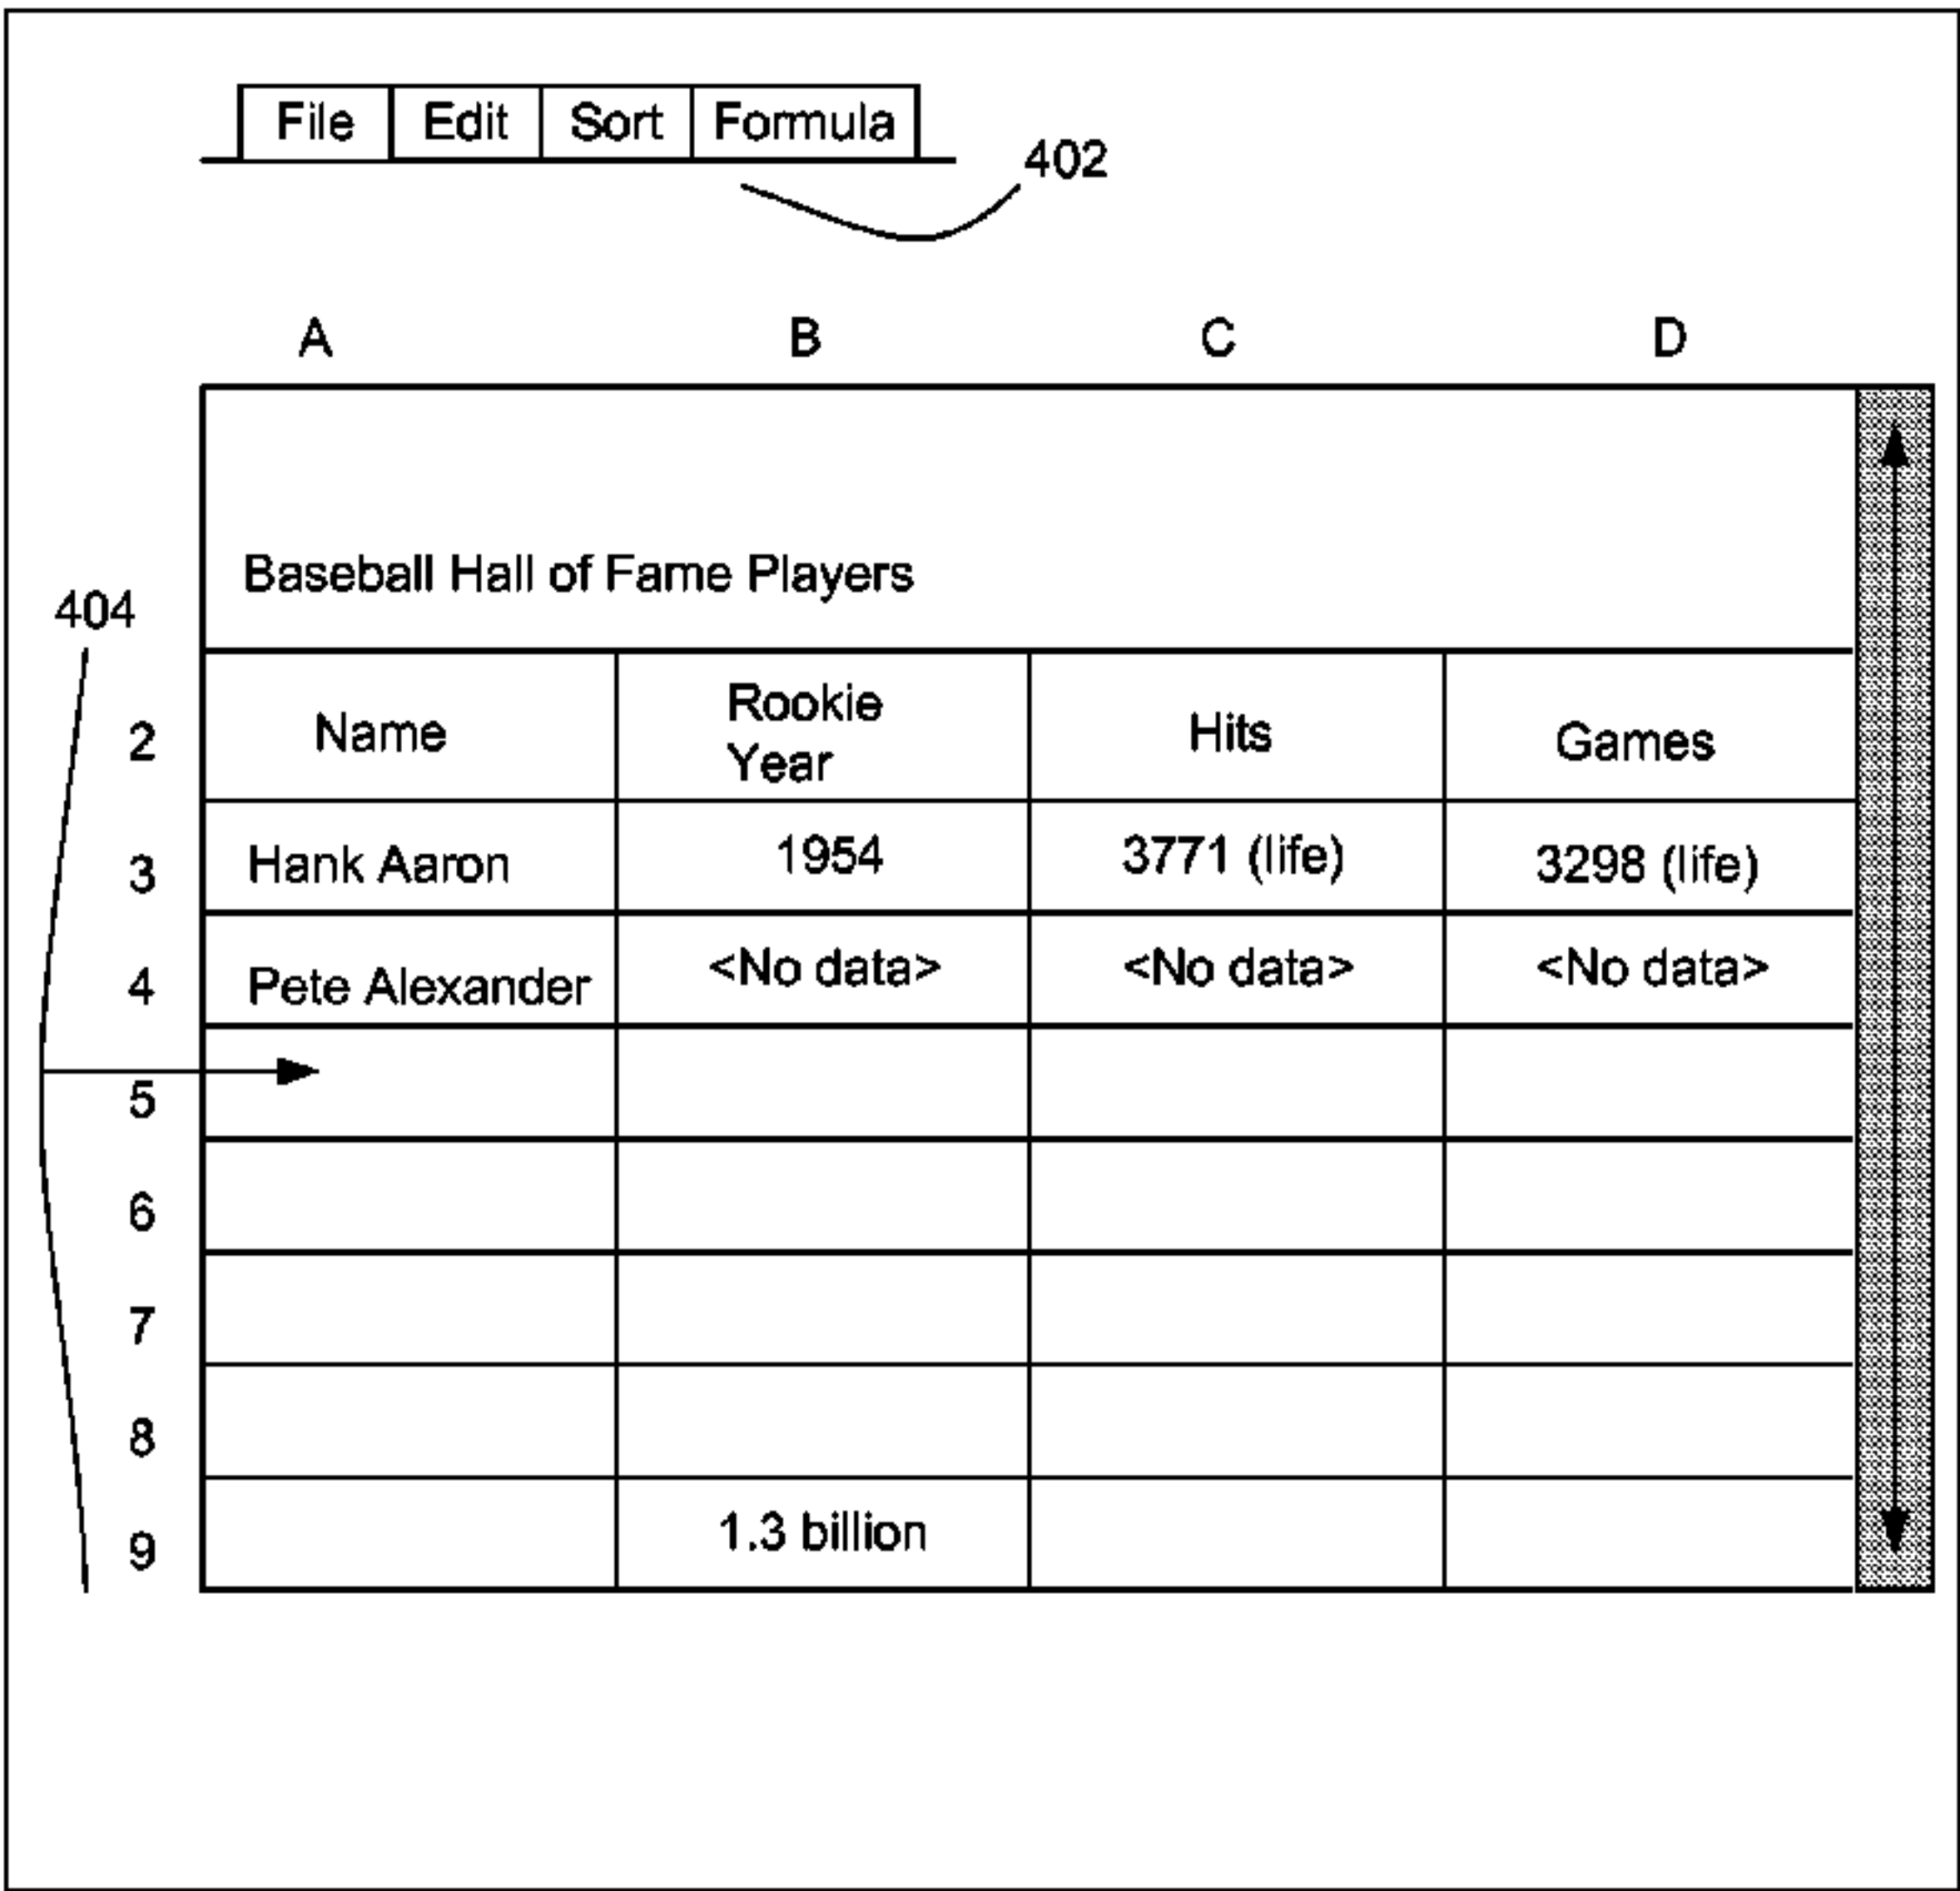 File Edit Sort Formula
402
A B C D
Baseball Hall of Fame Players
404
2 Name Rookie Year Hits Games
3 Hank Aaron 1954 3771 (life) 3298 (life)
4 Pete Alexander <No data> <No data> <No data>
5
6
7
8
9 1.3 billion